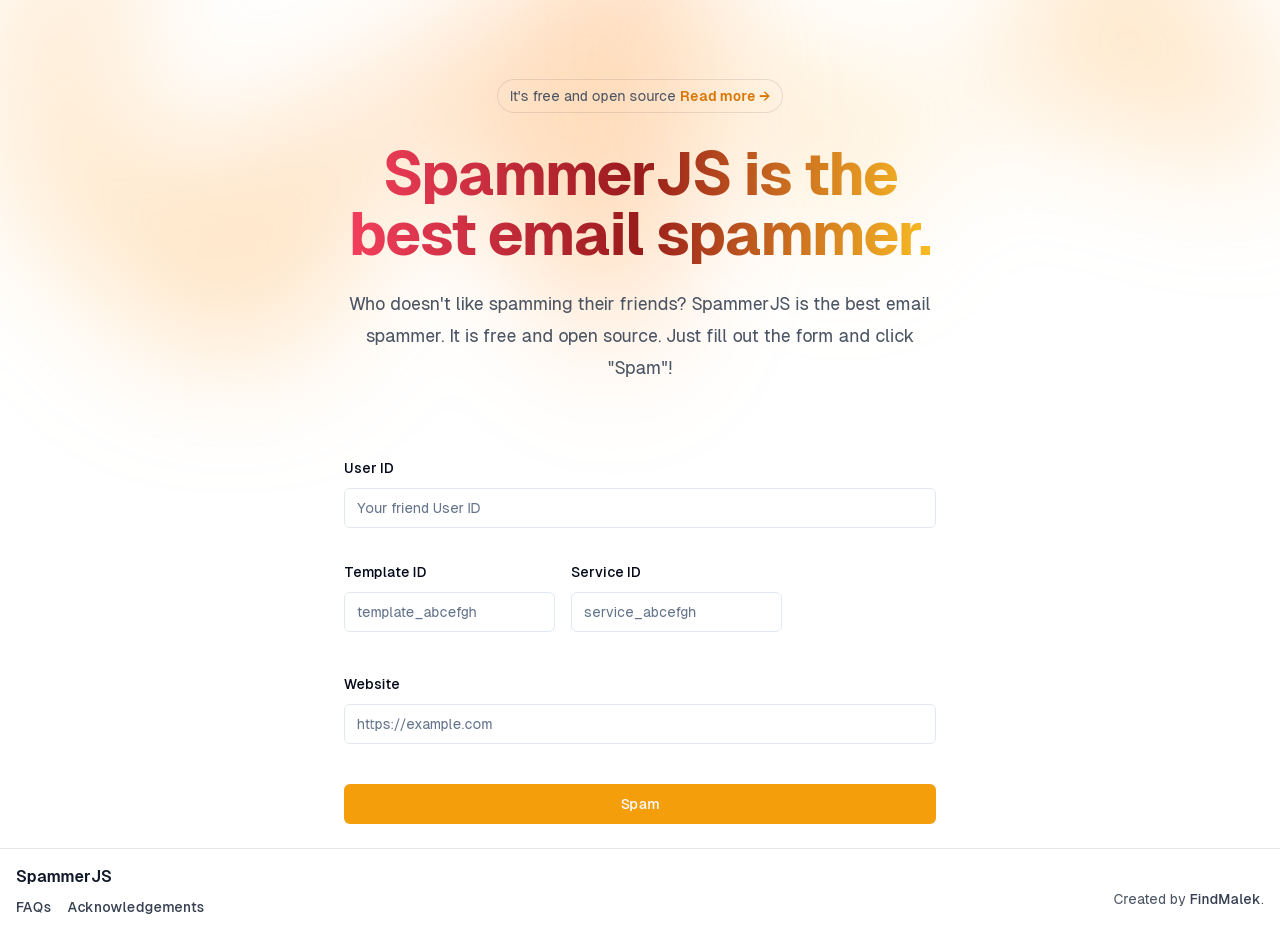 It's free and open source Read more →
SpammerJS is the
best email spammer.
Who doesn't like spamming their friends? SpammerJS is the best email
spammer. It is free and open source. Just fill out the form and click
"Spam"!
User ID
Your friend User ID
Template ID Service ID
template_abcefgh service_abcefgh
Website
https://example.com
Spam
SpammerJS
FAQs Acknowledgements
Created by FindMalek.